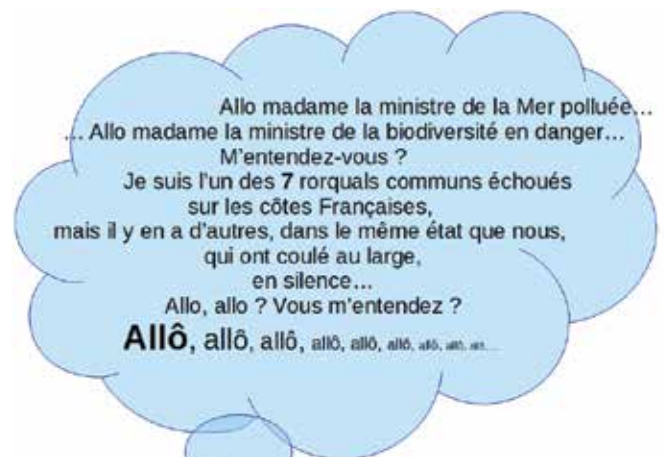 Allo madame la ministre de la Mer polluée...
... Allo madame la ministre de la biodiversité en danger...
M'entendez-vous ?
Je suis l'un des 7 rorquals communs échoués
sur les côtes Françaises,
mais il y en a d'autres, dans le même état que nous,
qui ont coulé au large,
en silence...
Allo, allo ? Vous m'entendez ?
Allô, allô, allô, allô, allô, allô, allô, allô,